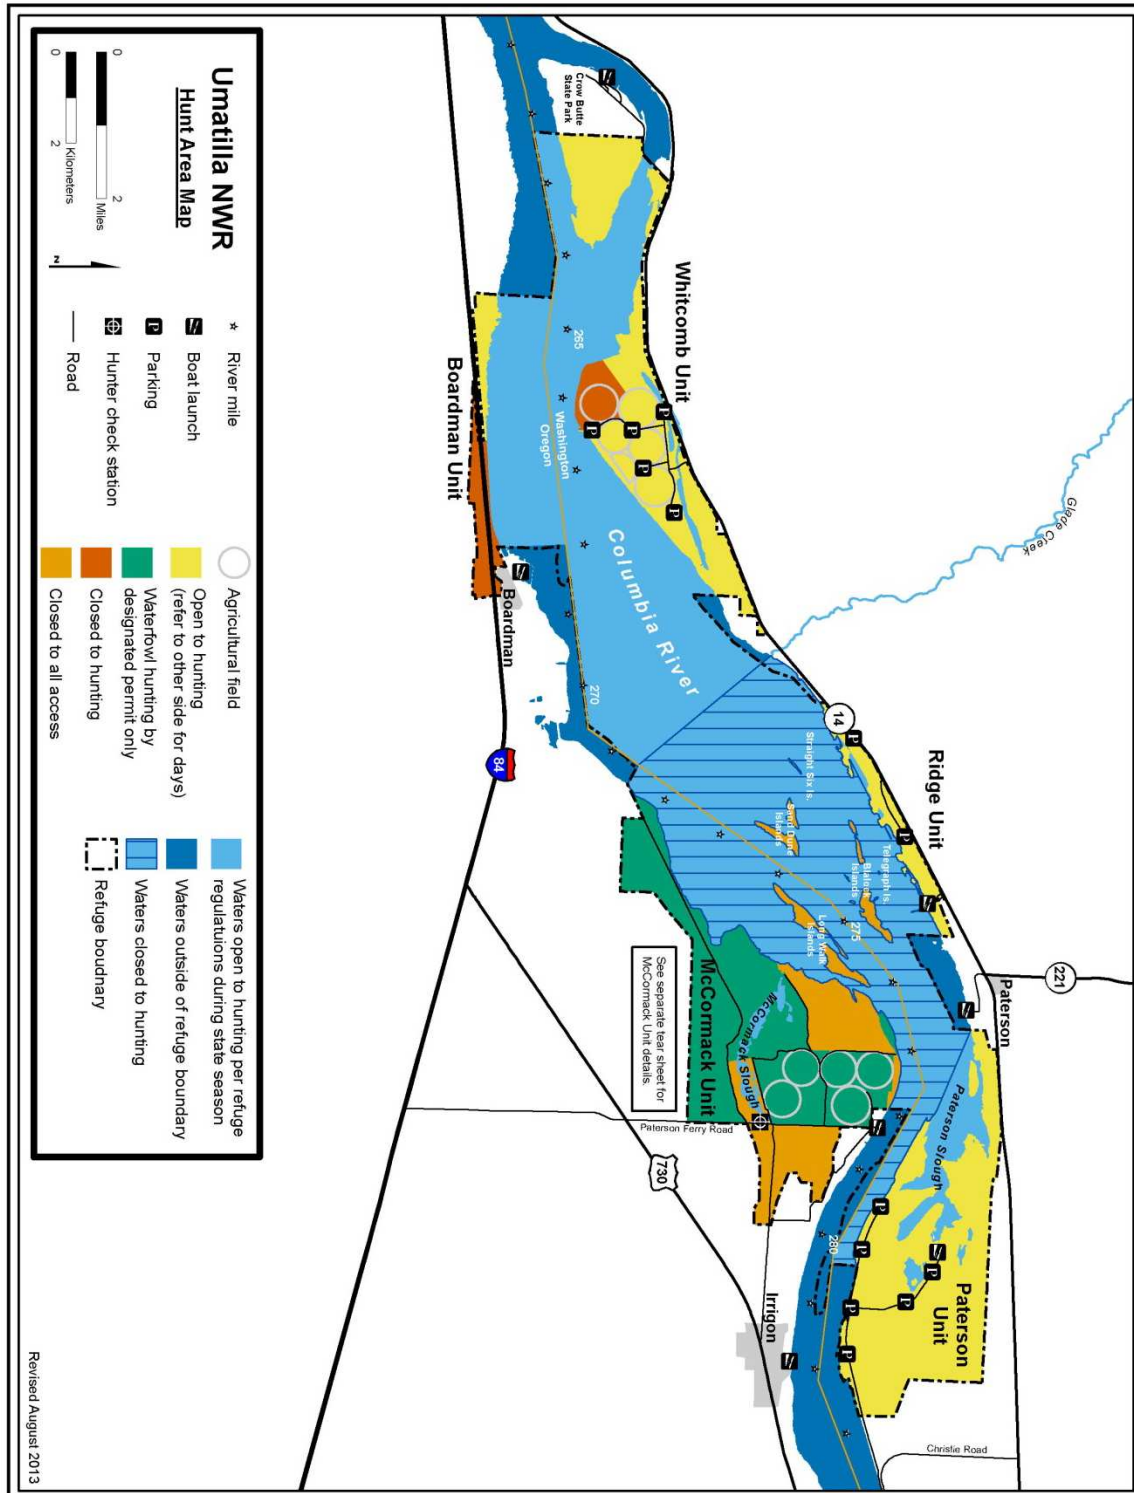 Crow Butte
State Park
Whitcomb Unit
265
Washington
Oregon
Boardman Unit
Boardman
Columbia River
Glade Creek
270
84
14
Ridge Unit
Straight Six Is.
Sand Dune
Islands
Telegraph Is.
Blalock
Islands
Long Walk
Islands
275
221
Paterson
McCormack Slough
McCormack Unit
See separate tear sheet for
McCormack Unit details.
Paterson Ferry Road
730
Paterson Slough
Paterson
Unit
280
Irrigon
Christie Road
Umatilla NWR
Hunt Area Map
0
2
Miles
0
2
Kilometers
N
River mile
Boat launch
P Parking
Hunter check station
Road
Agricultural field
Open to hunting
(refer to other side for days)
Waterfowl hunting by
designated permit only
Closed to hunting
Closed to all access
Waters open to hunting per refuge
regulatuions during state season
Waters outside of refuge boundary
Waters closed to hunting
Refuge boudnary
Revised August 2013